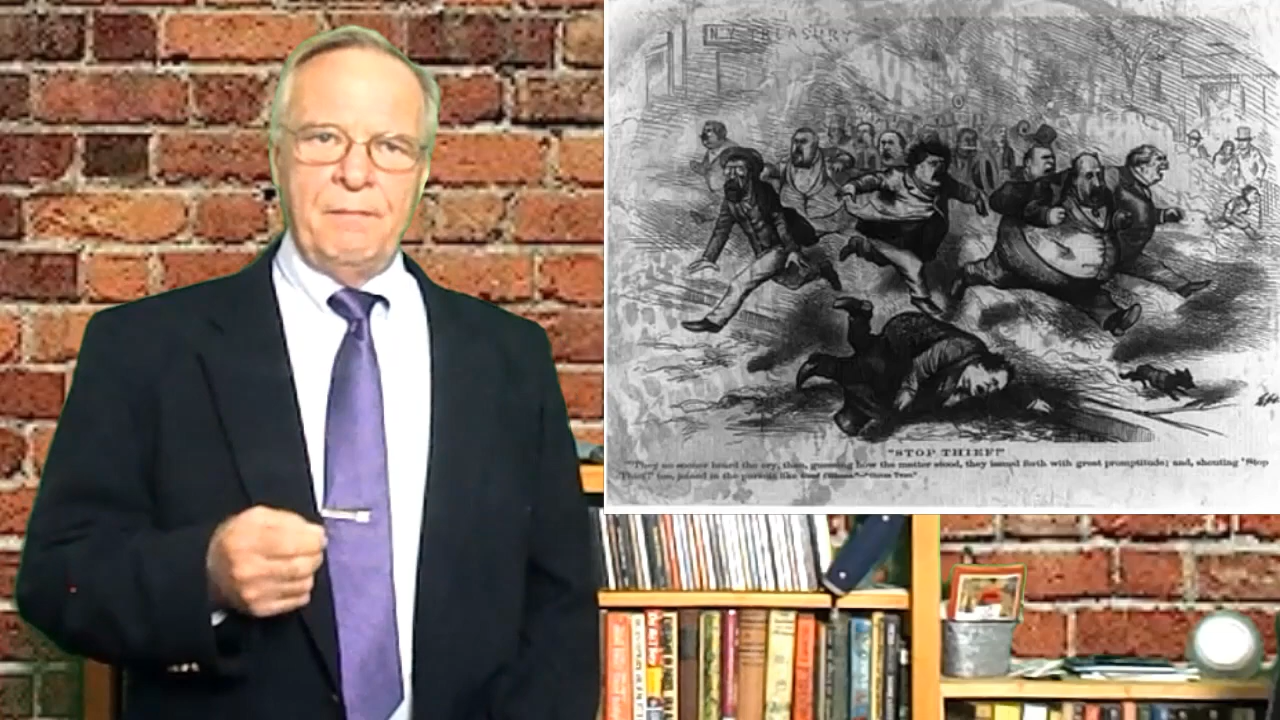 N.Y. TREASURY
"STOP THIEF!"
"They no sooner heard the cry, than, guessing how the matter stood, they issued forth with great promptitude; and, shouting 'Stop
Thief!' too, joined in the pursuit like